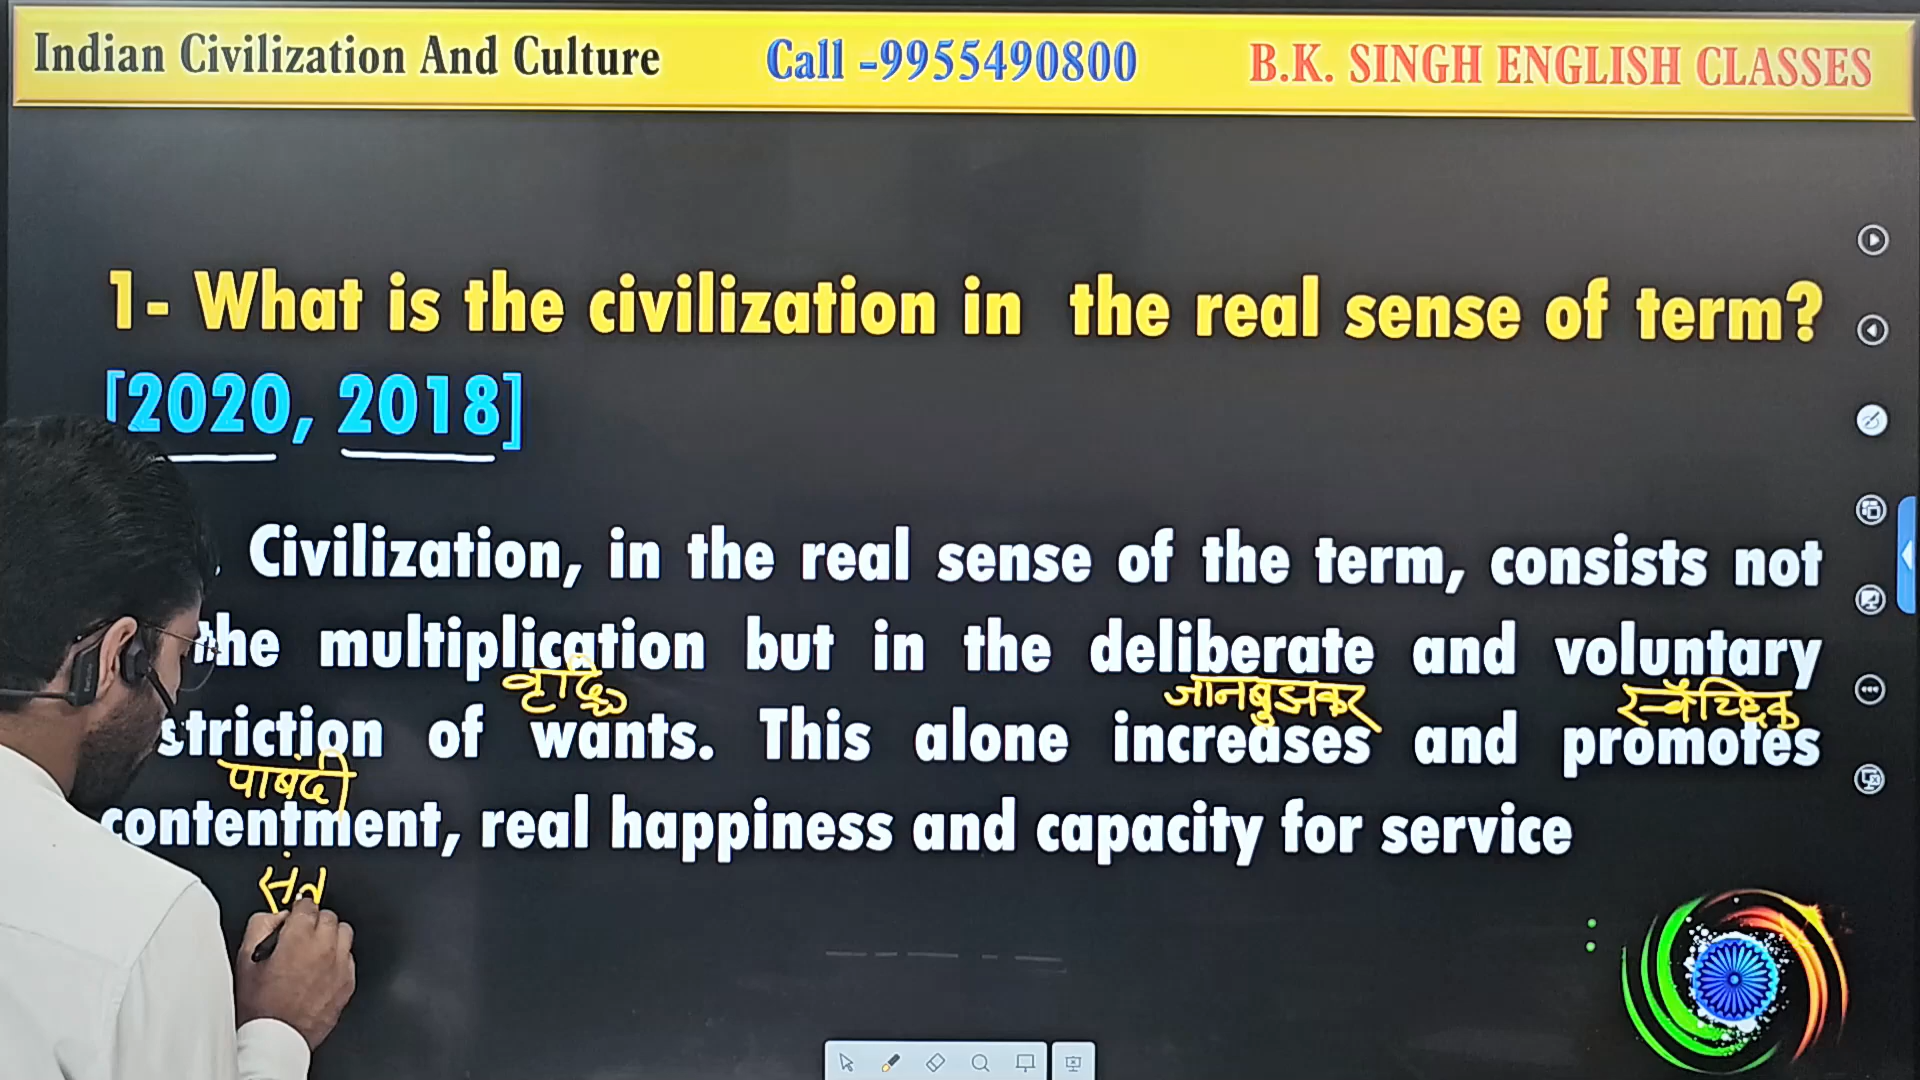 Indian Civilization And Culture Call -9955490800 B.K. SINGH ENGLISH CLASSES
1- What is the civilization in the real sense of term?
[2020, 2018]
Civilization, in the real sense of the term, consists not
the multiplication but in the deliberate and voluntary
वृद्धि जानबुझकर स्वैच्छिक
striction of wants. This alone increases and promotes
पाबंदी
contentment, real happiness and capacity for service
संत